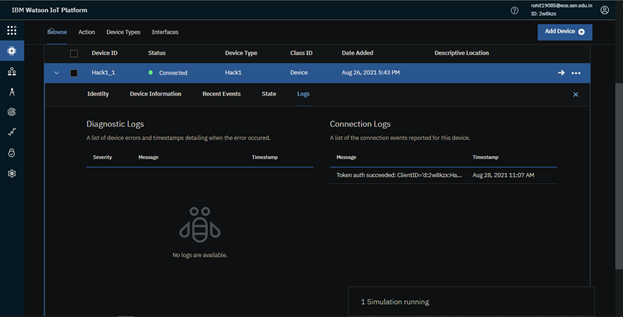 IBM Watson IoT Platform
rohit19086@ece.ssn.edu.in
ID: 2w8kzx
Browse Action Device Types Interfaces
Add Device
Device ID Status Device Type Class ID Date Added Descriptive Location
Hack1_1 Connected Hack1 Device Aug 26, 2021 5:43 PM
Identity Device Information Recent Events State Logs
Diagnostic Logs
A list of device errors and timestamps detailing when the error occured.
Severity Message Timestamp
No logs are available.
Connection Logs
A list of the connection events reported for this device.
Message Timestamp
Token auth succeeded: ClientID='d:2w8kzx:Ha... Aug 28, 2021 11:07 AM
1 Simulation running